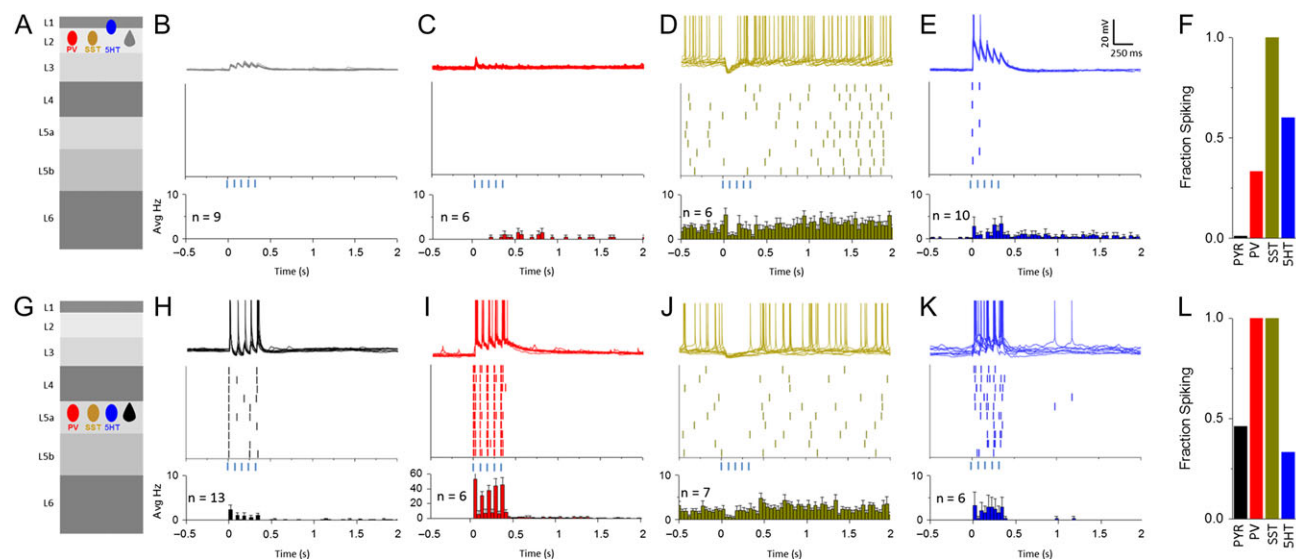 A
L1
L2
PV SST 5HT
L3
L4
L5a
L5b
L6
B
10
Avg Hz
n = 9
0
−0.5 0 0.5 1 1.5 2
Time (s)
C
10
n = 6
0
−0.5 0 0.5 1 1.5 2
Time (s)
D
10
n = 6
0
−0.5 0 0.5 1 1.5 2
Time (s)
E
20 mV
250 ms
10
n = 10
0
−0.5 0 0.5 1 1.5 2
Time (s)
F
Fraction Spiking
1.0
0.5
0.0
PYR PV SST 5HT
G
L1
L2
L3
L4
L5a
PV SST 5HT
L5b
L6
H
10
Avg Hz
n = 13
0
−0.5 0 0.5 1 1.5 2
Time (s)
I
60
40
20
0
n = 6
−0.5 0 0.5 1 1.5 2
Time (s)
J
10
n = 7
0
−0.5 0 0.5 1 1.5 2
Time (s)
K
10
n = 6
0
−0.5 0 0.5 1 1.5 2
Time (s)
L
Fraction Spiking
1.0
0.5
0.0
PYR PV SST 5HT